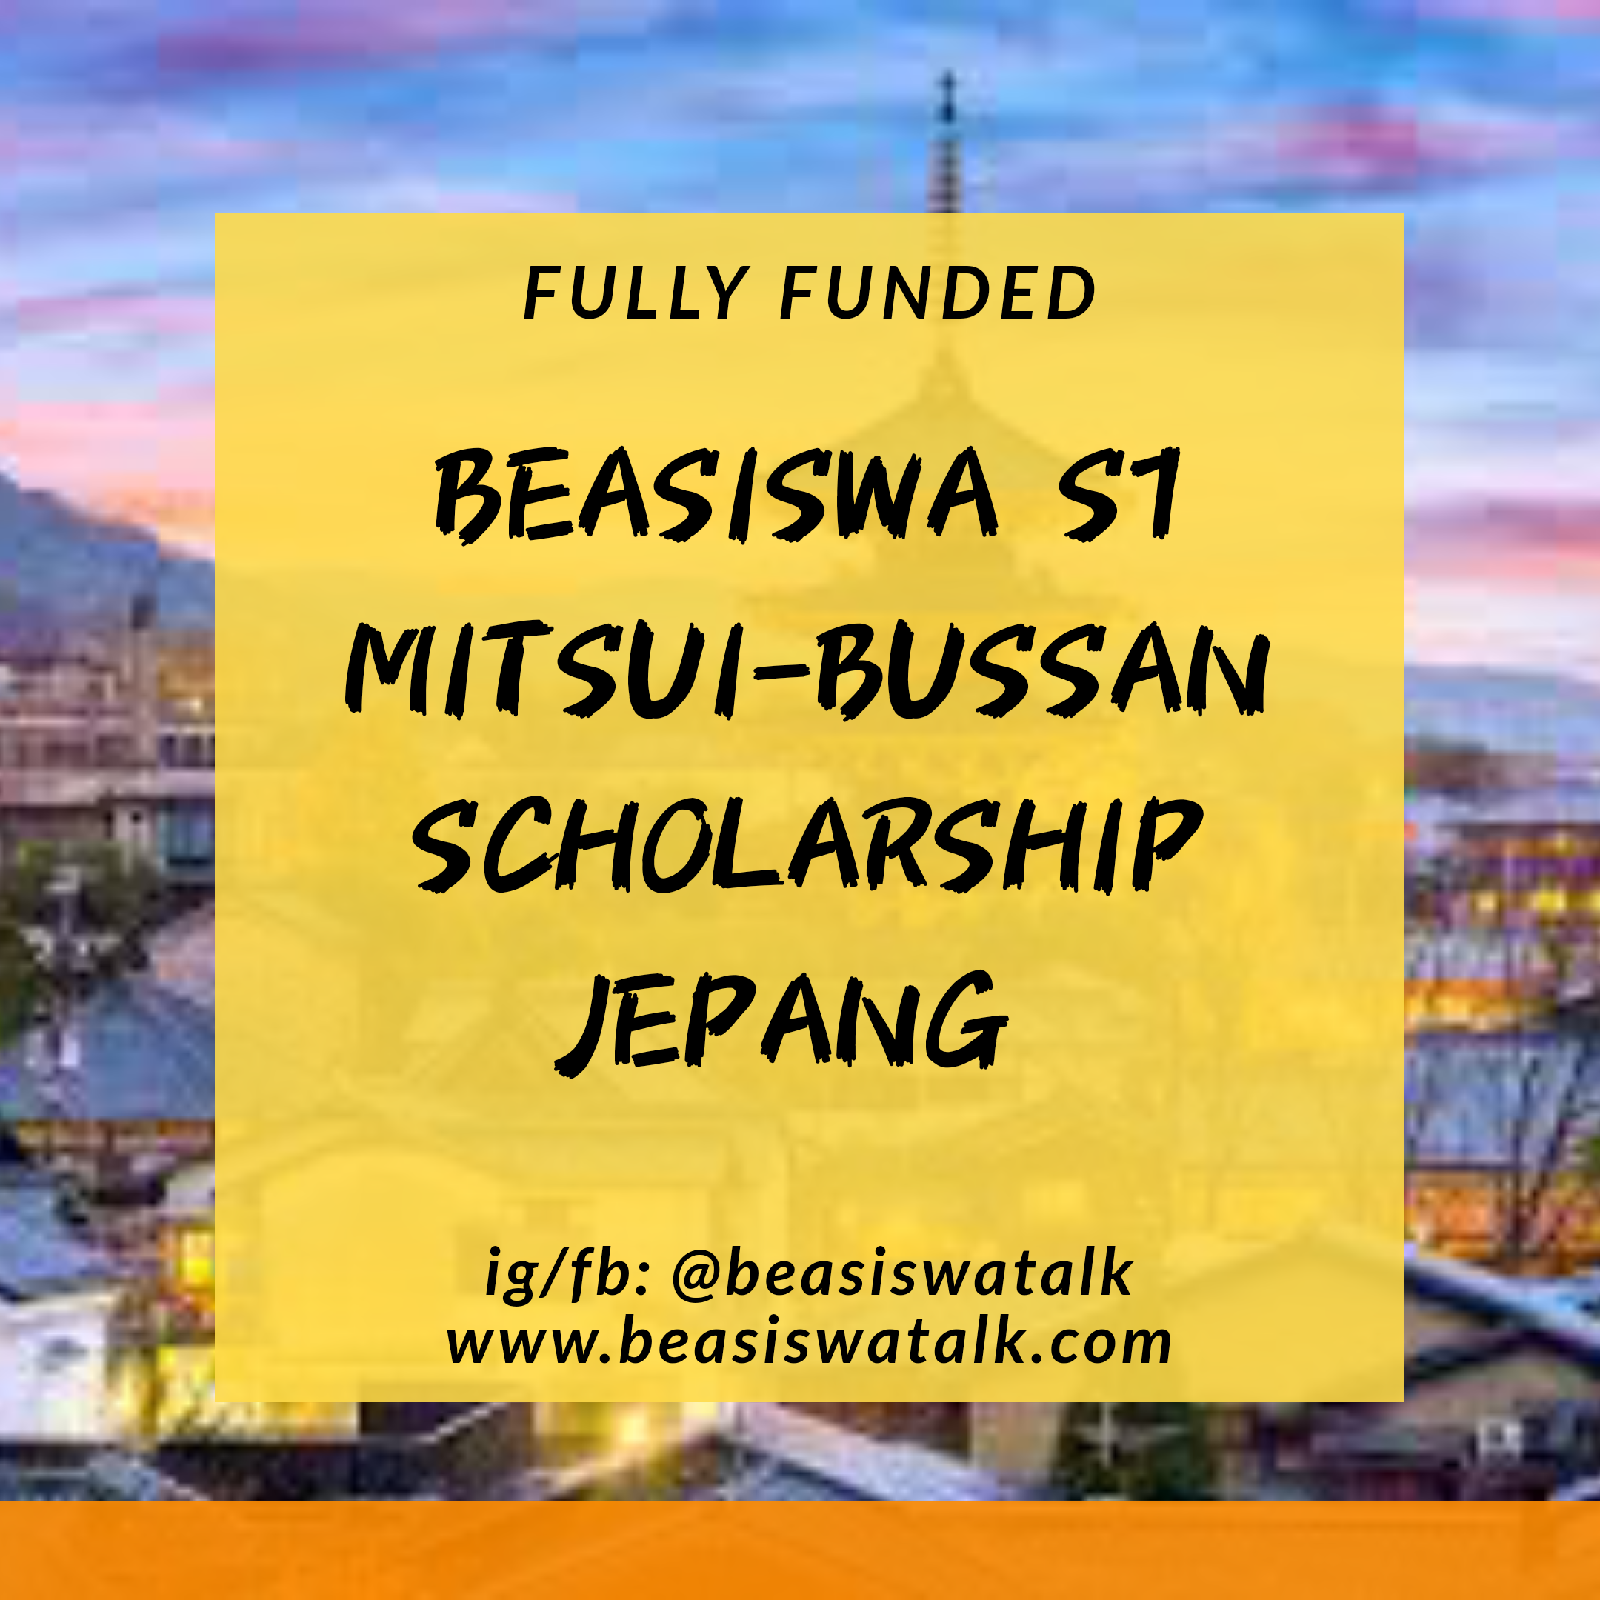 FULLY FUNDED
BEASISWA S1
MITSUI-BUSSAN
SCHOLARSHIP
JEPANG
ig/fb: @beasiswatalk
www.beasiswatalk.com